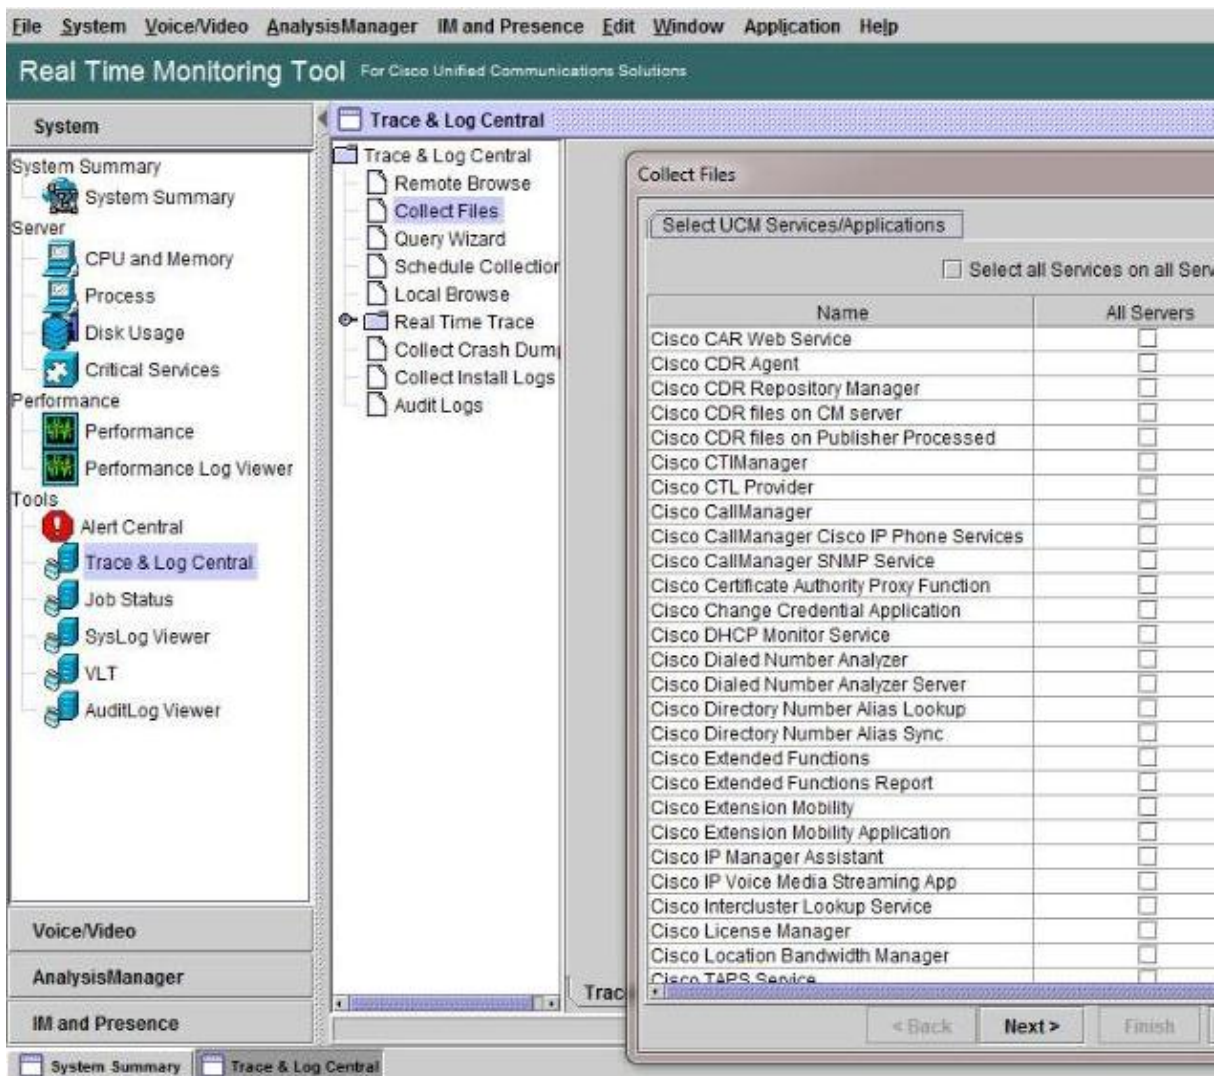 File System Voice/Video AnalysisManager IM and Presence Edit Window Application Help
Real Time Monitoring Tool For Cisco Unified Communications Solutions
System
System Summary
System Summary
Server
CPU and Memory
Process
Disk Usage
Critical Services
Performance
Performance
Performance Log Viewer
Tools
Alert Central
Trace & Log Central
Job Status
SysLog Viewer
VLT
AuditLog Viewer
Voice/Video
AnalysisManager
IM and Presence
Trace & Log Central
Trace & Log Central
Remote Browse
Collect Files
Query Wizard
Schedule Collection
Local Browse
Real Time Trace
Collect Crash Dum
Collect Install Logs
Audit Logs
Trac
Collect Files
Select UCM Services/Applications
Select all Services on all Serv
Name All Servers
Cisco CAR Web Service
Cisco CDR Agent
Cisco CDR Repository Manager
Cisco CDR files on CM server
Cisco CDR files on Publisher Processed
Cisco CTIManager
Cisco CTL Provider
Cisco CallManager
Cisco CallManager Cisco IP Phone Services
Cisco CallManager SNMP Service
Cisco Certificate Authority Proxy Function
Cisco Change Credential Application
Cisco DHCP Monitor Service
Cisco Dialed Number Analyzer
Cisco Dialed Number Analyzer Server
Cisco Directory Number Alias Lookup
Cisco Directory Number Alias Sync
Cisco Extended Functions
Cisco Extended Functions Report
Cisco Extension Mobility
Cisco Extension Mobility Application
Cisco IP Manager Assistant
Cisco IP Voice Media Streaming App
Cisco Intercluster Lookup Service
Cisco License Manager
Cisco Location Bandwidth Manager
Cisco TAPS Service
< Back Next > Finish
System Summary Trace & Log Central